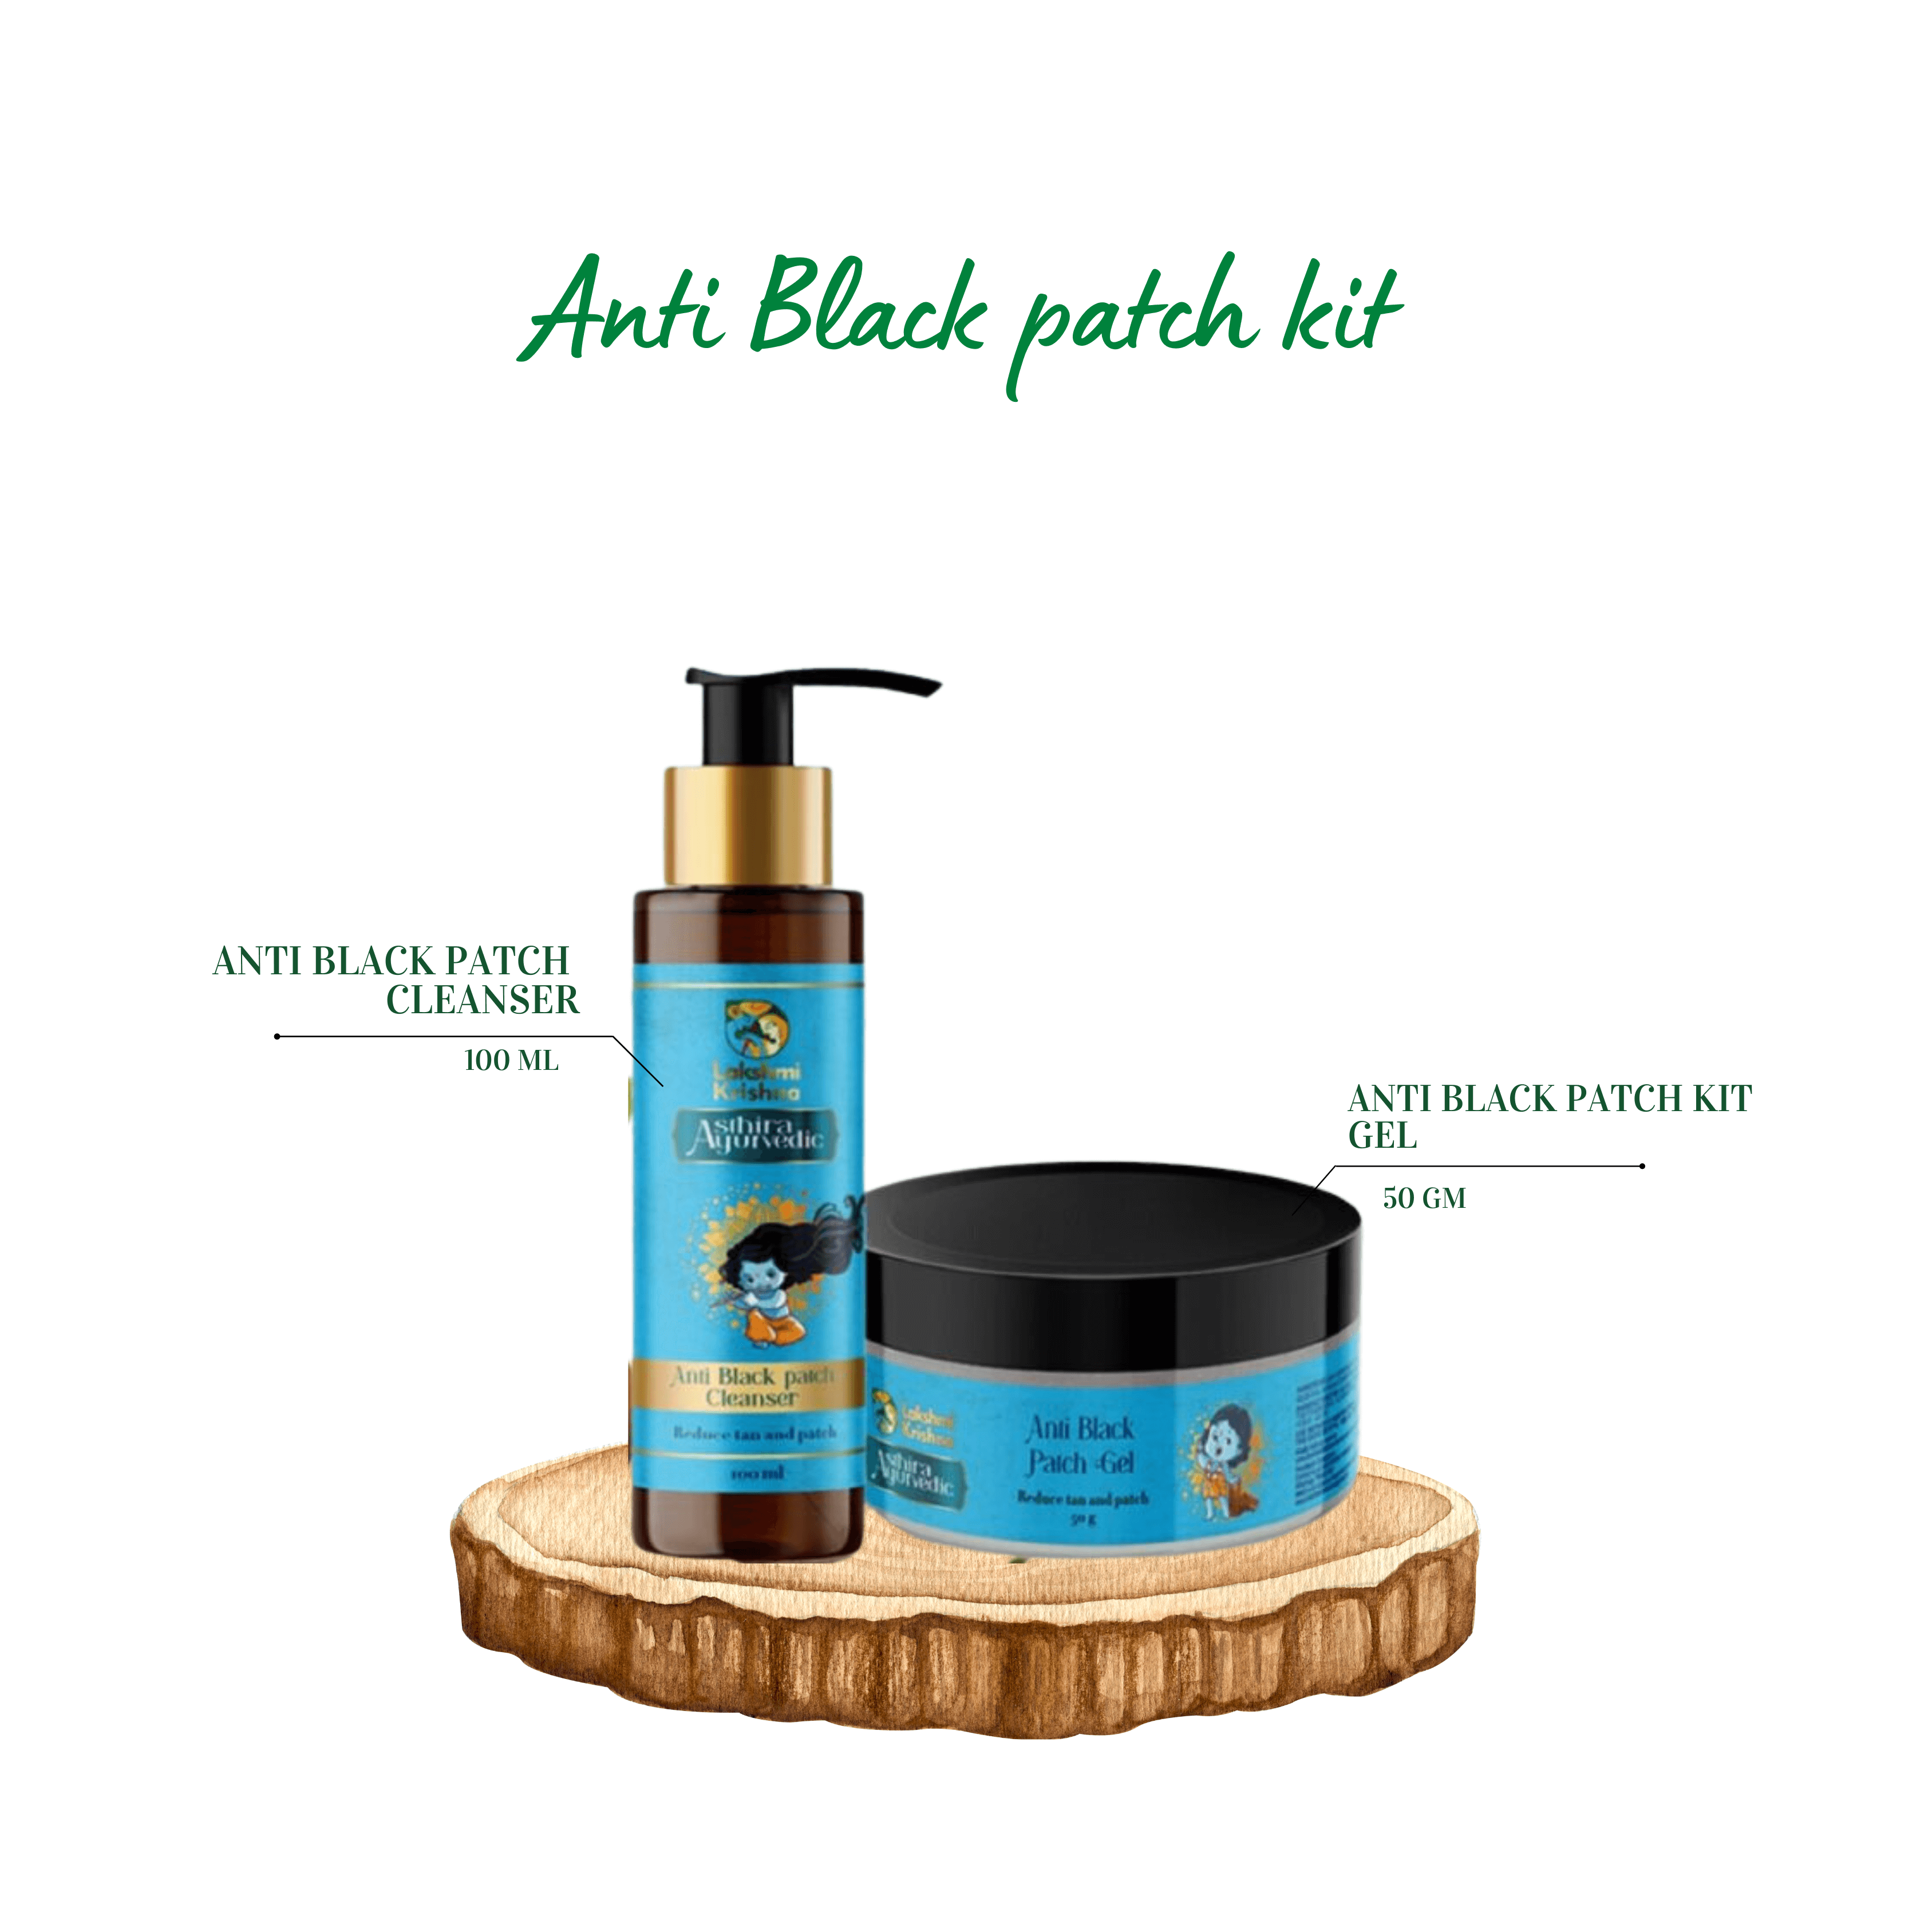 Anti Black patch kit
ANTI BLACK PATCH
CLEANSER
100 ML
Lakshmi
Krishna
Asthira
Ayurvedic
Anti Black patch
Cleanser
Reduce tan and patch
100 ml
ANTI BLACK PATCH KIT
GEL
50 GM
Lakshmi
Krishna
Asthira
Ayurvedic
Anti Black
Patch Gel
Reduce tan and patch
50 g